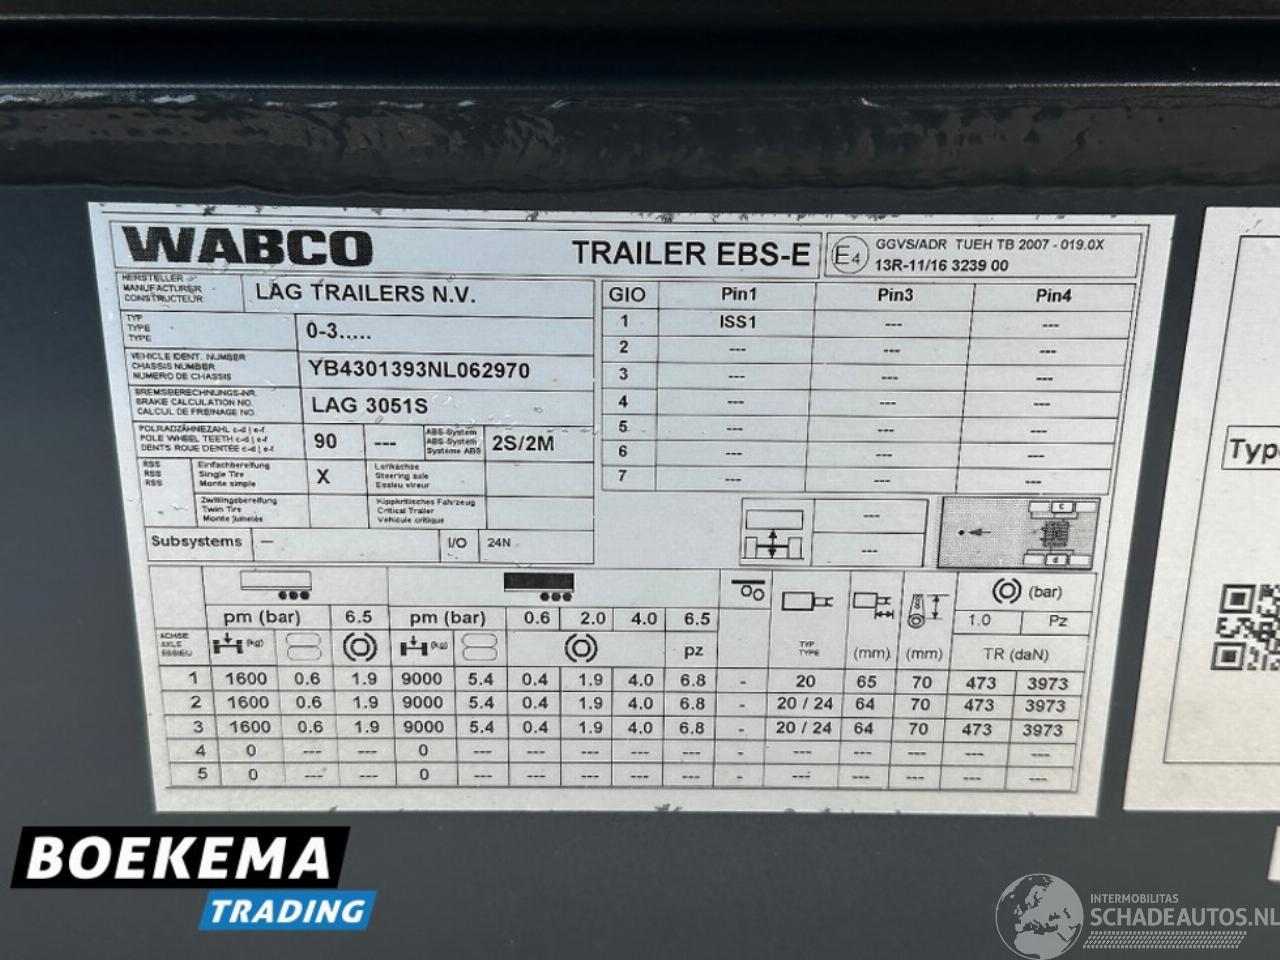 WABCO
TRAILER EBS-E
E4
GGVS/ADR TUEH TB 2007 - 019.0X
13R-11/16 3239 00
HERSTELLER
MANUFACTURER
CONSTRUCTEUR
LAG TRAILERS N.V.
TYP
TYPE
TYPE
0-3.....
VEHICLE IDENT. NUMBER
CHASSIS NUMBER
NUMERO DE CHASSIS
YB4301393NL062970
BREMSBERECHNUNGS-NR.
BRAKE CALCULATION NO.
CALCUL DE FREINAGE NO.
LAG 3051S
POLRADZÄHNEZAHL c-d | e-f
POLE WHEEL TEETH c-d | e-f
DENTS ROUE DENTÉE c-d | e-f
90 ---
ABS-System
ABS-System
Système ABS
2S/2M
RSS
RSS
RSS
Einfachbereifung
Single Tire
Monte simple
X
Lenkachse
Steering axle
Essieu vireur
Zwillingsbereifung
Twin Tire
Monte jumelée
Kippkritisches Fahrzeug
Critical Trailer
Vehicule critique
Subsystems —
I/O 24N
GIO Pin1 Pin3 Pin4
1 ISS1 --- ---
2 --- --- ---
3 --- --- ---
4 --- --- ---
5 --- --- ---
6 --- --- ---
7 --- --- ---
---
---
c
d
pm (bar) 6.5 pm (bar) 0.6 2.0 4.0 6.5
(bar)
1.0 Pz
ACHSE
AXLE
ESSIEU
(kg) (kg) pz
TYP
TYPE
(mm) (mm) TR (daN)
1 1600 0.6 1.9 9000 5.4 0.4 1.9 4.0 6.8 - 20 65 70 473 3973
2 1600 0.6 1.9 9000 5.4 0.4 1.9 4.0 6.8 - 20 / 24 64 70 473 3973
3 1600 0.6 1.9 9000 5.4 0.4 1.9 4.0 6.8 - 20 / 24 64 70 473 3973
4 0 --- --- 0 --- --- --- --- --- - --- --- --- --- ---
5 0 --- --- 0 --- --- --- --- --- - --- --- --- --- ---
Typ
BOEKEMA
TRADING
INTERMOBILITAS
SCHADEAUTOS.NL